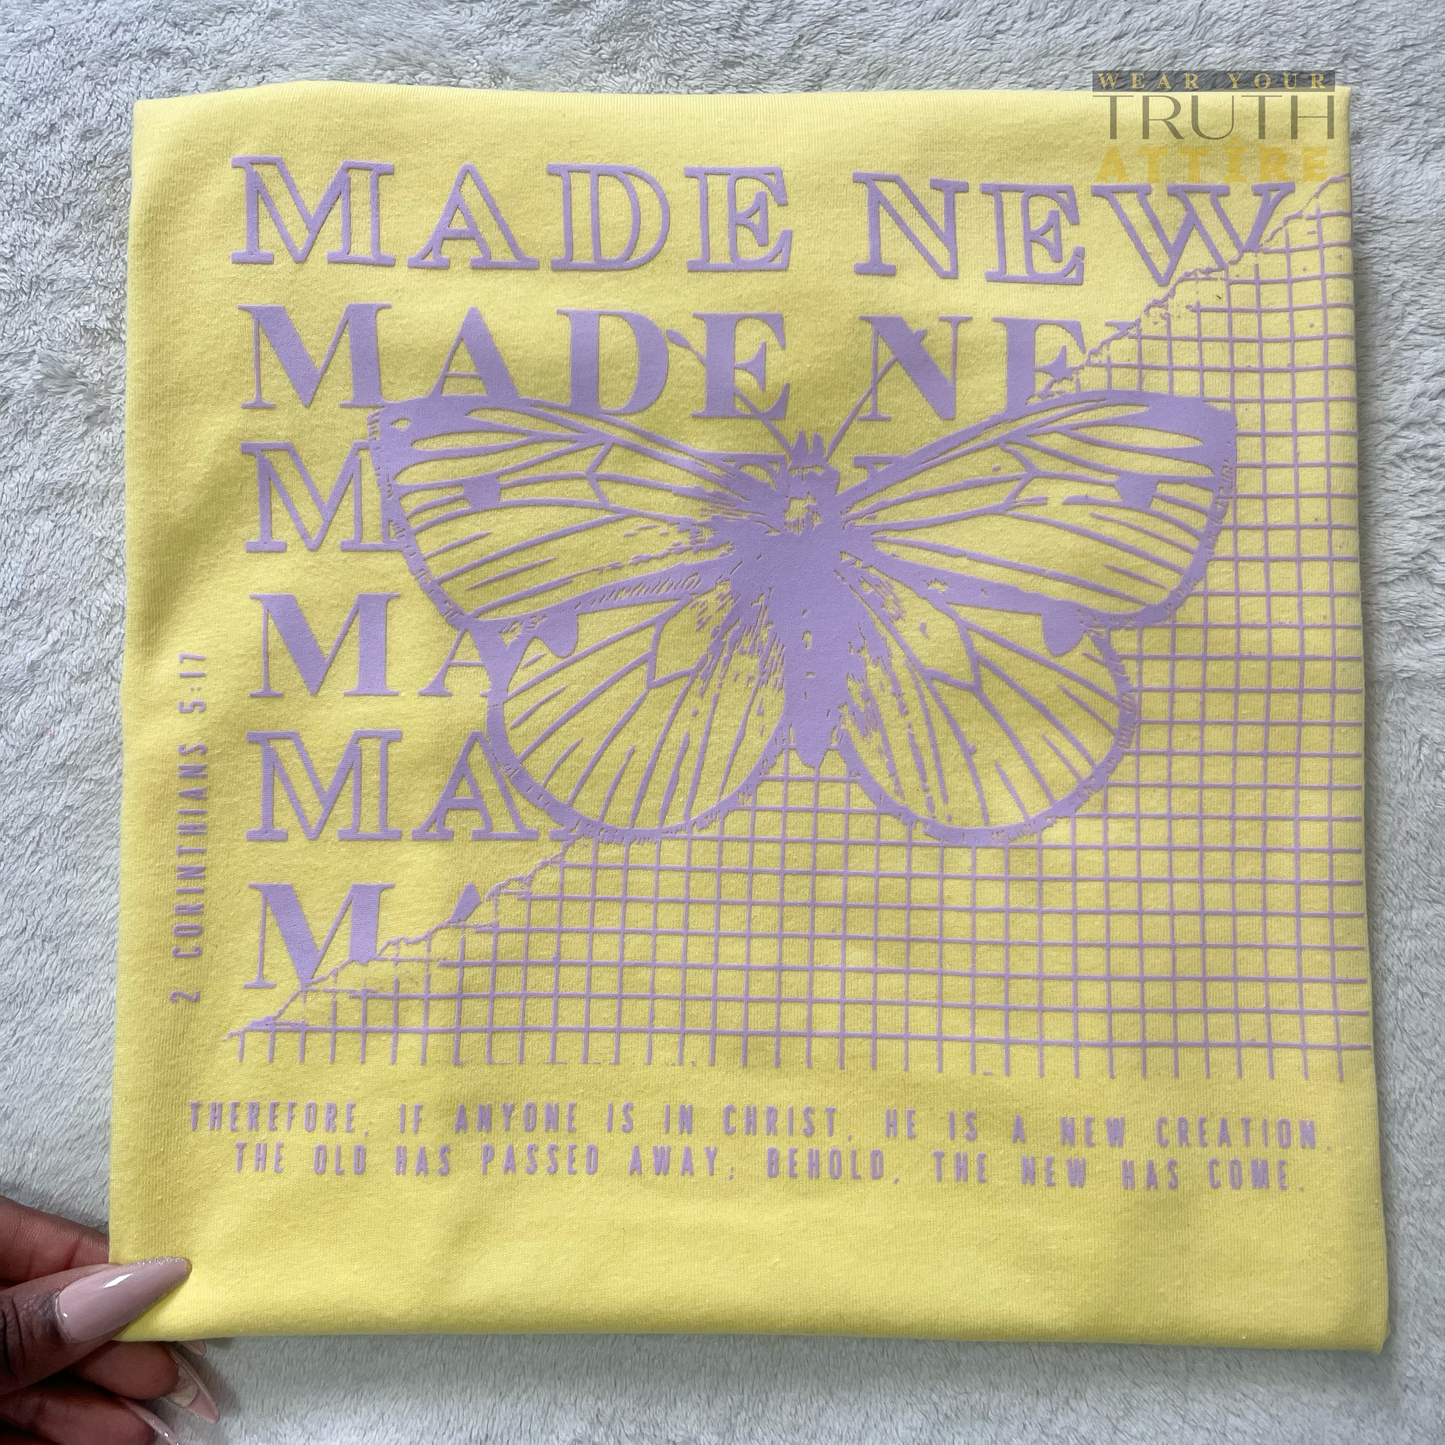 WEAR YOUR
TRUTH
ATTIRE
MADE NEW
MADE NE
M
MA
MA
M
2 CORINTHIANS 5:17
THEREFORE, IF ANYONE IS IN CHRIST, HE IS A NEW CREATION.
THE OLD HAS PASSED AWAY; BEHOLD, THE NEW HAS COME.